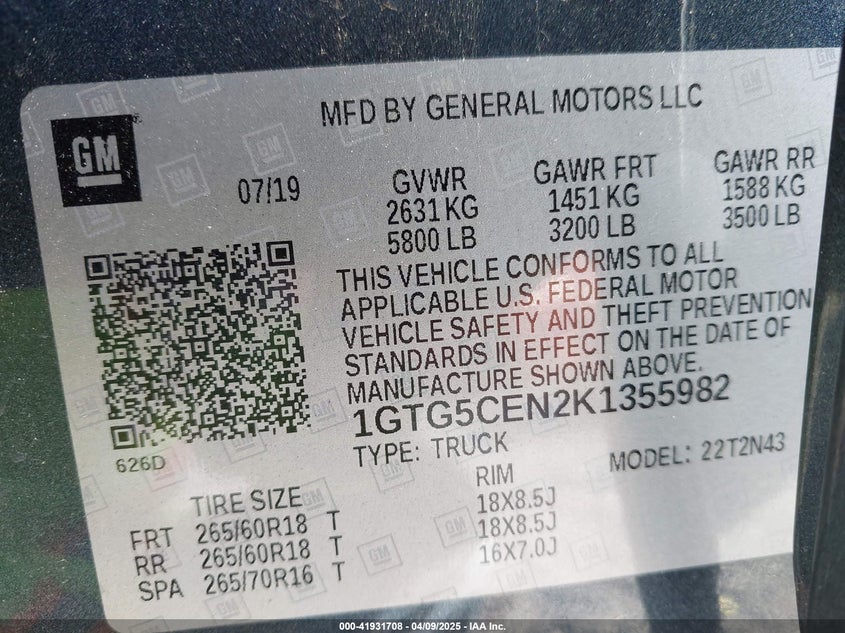 MFD BY GENERAL MOTORS LLC
GM
07/19
GVWR
2631 KG
5800 LB
GAWR FRT
1451 KG
3200 LB
GAWR RR
1588 KG
3500 LB
THIS VEHICLE CONFORMS TO ALL
APPLICABLE U.S. FEDERAL MOTOR
VEHICLE SAFETY AND THEFT PREVENTION
STANDARDS IN EFFECT ON THE DATE OF
MANUFACTURE SHOWN ABOVE.
1GTG5CEN2K1355982
626D
TYPE: TRUCK
MODEL: 22T2N43
TIRE SIZE
RIM
FRT 265/60R18 T 18X8.5J
RR 265/60R18 T 18X8.5J
SPA 265/70R16 T 16X7.0J
000-41931708 - 04/09/2025 - IAA Inc.